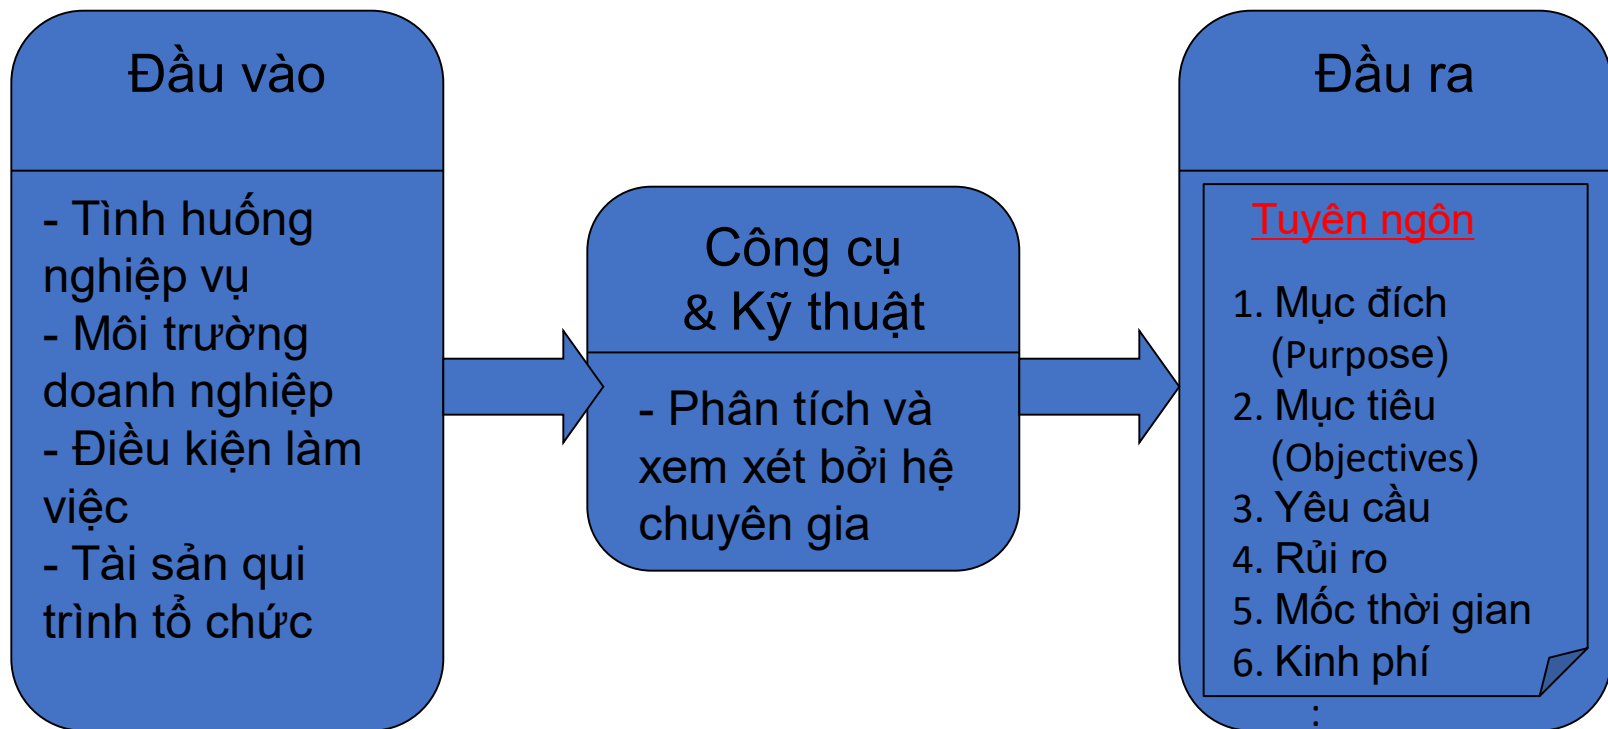 Đầu vào
- Tình huống
nghiệp vụ
- Môi trường
doanh nghiệp
- Điều kiện làm
việc
- Tài sản qui
trình tổ chức
Công cụ
& Kỹ thuật
- Phân tích và
xem xét bởi hệ
chuyên gia
Đầu ra
Tuyên ngôn
1. Mục đích
(Purpose)
2. Mục tiêu
(Objectives)
3. Yêu cầu
4. Rủi ro
5. Mốc thời gian
6. Kinh phí
: